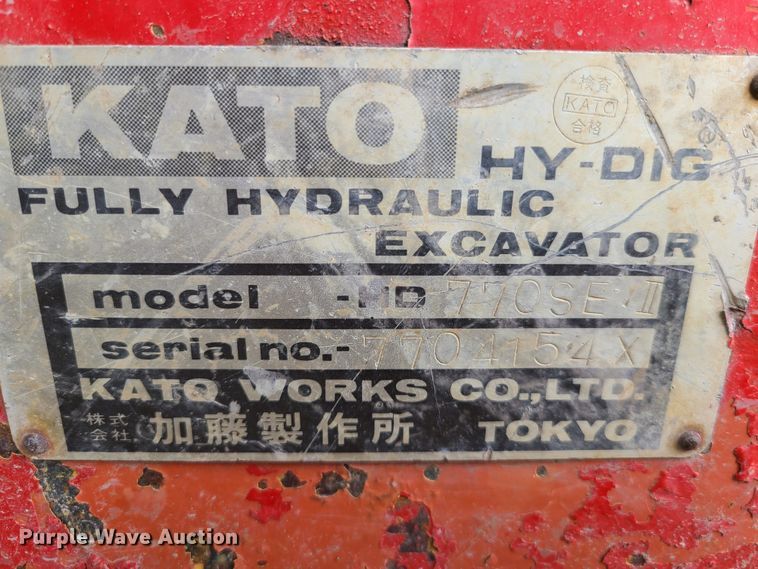 KATO
検査
KATO
合格
HY-DIG
FULLY HYDRAULIC
EXCAVATOR
model -HD-770SE-II
serial no.-7704154X
KATO WORKS CO.,LTD.
株式会社 加藤製作所 TOKYO
Purple Wave Auction